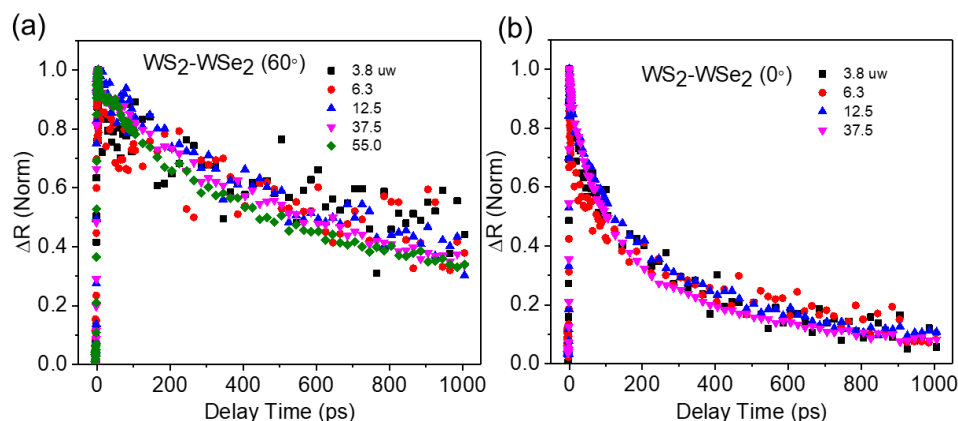 (a)
WS2-WSe2 (60°)
3.8 uw
6.3
12.5
37.5
55.0
1.0
0.8
0.6
0.4
0.2
0.0
ΔR (Norm)
0 200 400 600 800 1000
Delay Time (ps)
(b)
WS2-WSe2 (0°)
3.8 uw
6.3
12.5
37.5
1.0
0.8
0.6
0.4
0.2
0.0
ΔR (Norm)
0 200 400 600 800 1000
Delay Time (ps)